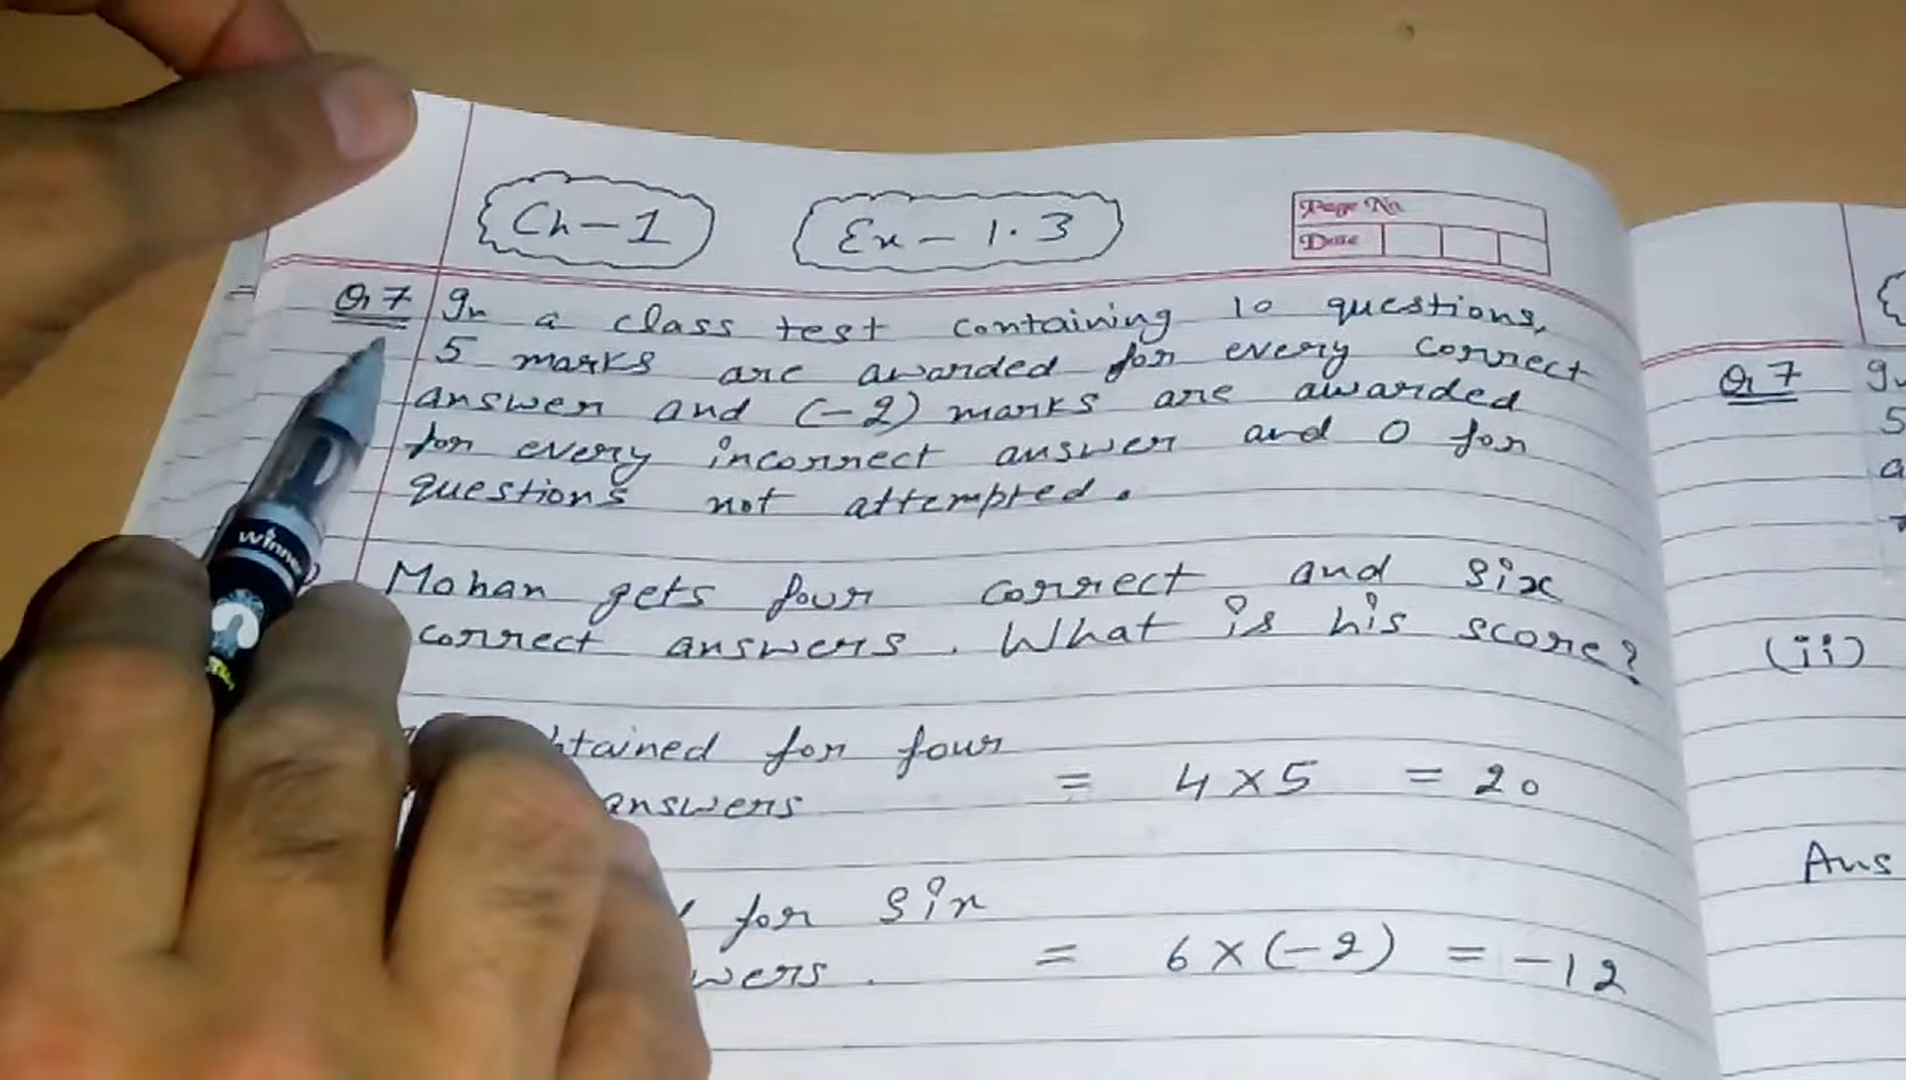 Ch-1
Ex - 1.3
Page No.
Date
Q7 In a class test containing 10 questions,
5 marks are awarded for every correct
answer and (-2) marks are awarded
for every incorrect answer and 0 for
questions not attempted.
Mohan gets four correct and six
correct answers. What is his score?
tained for four
answers = 4 × 5 = 20
for six
wers. = 6 × (-2) = -12
winne
Q7
5
a
(ii)
Ans